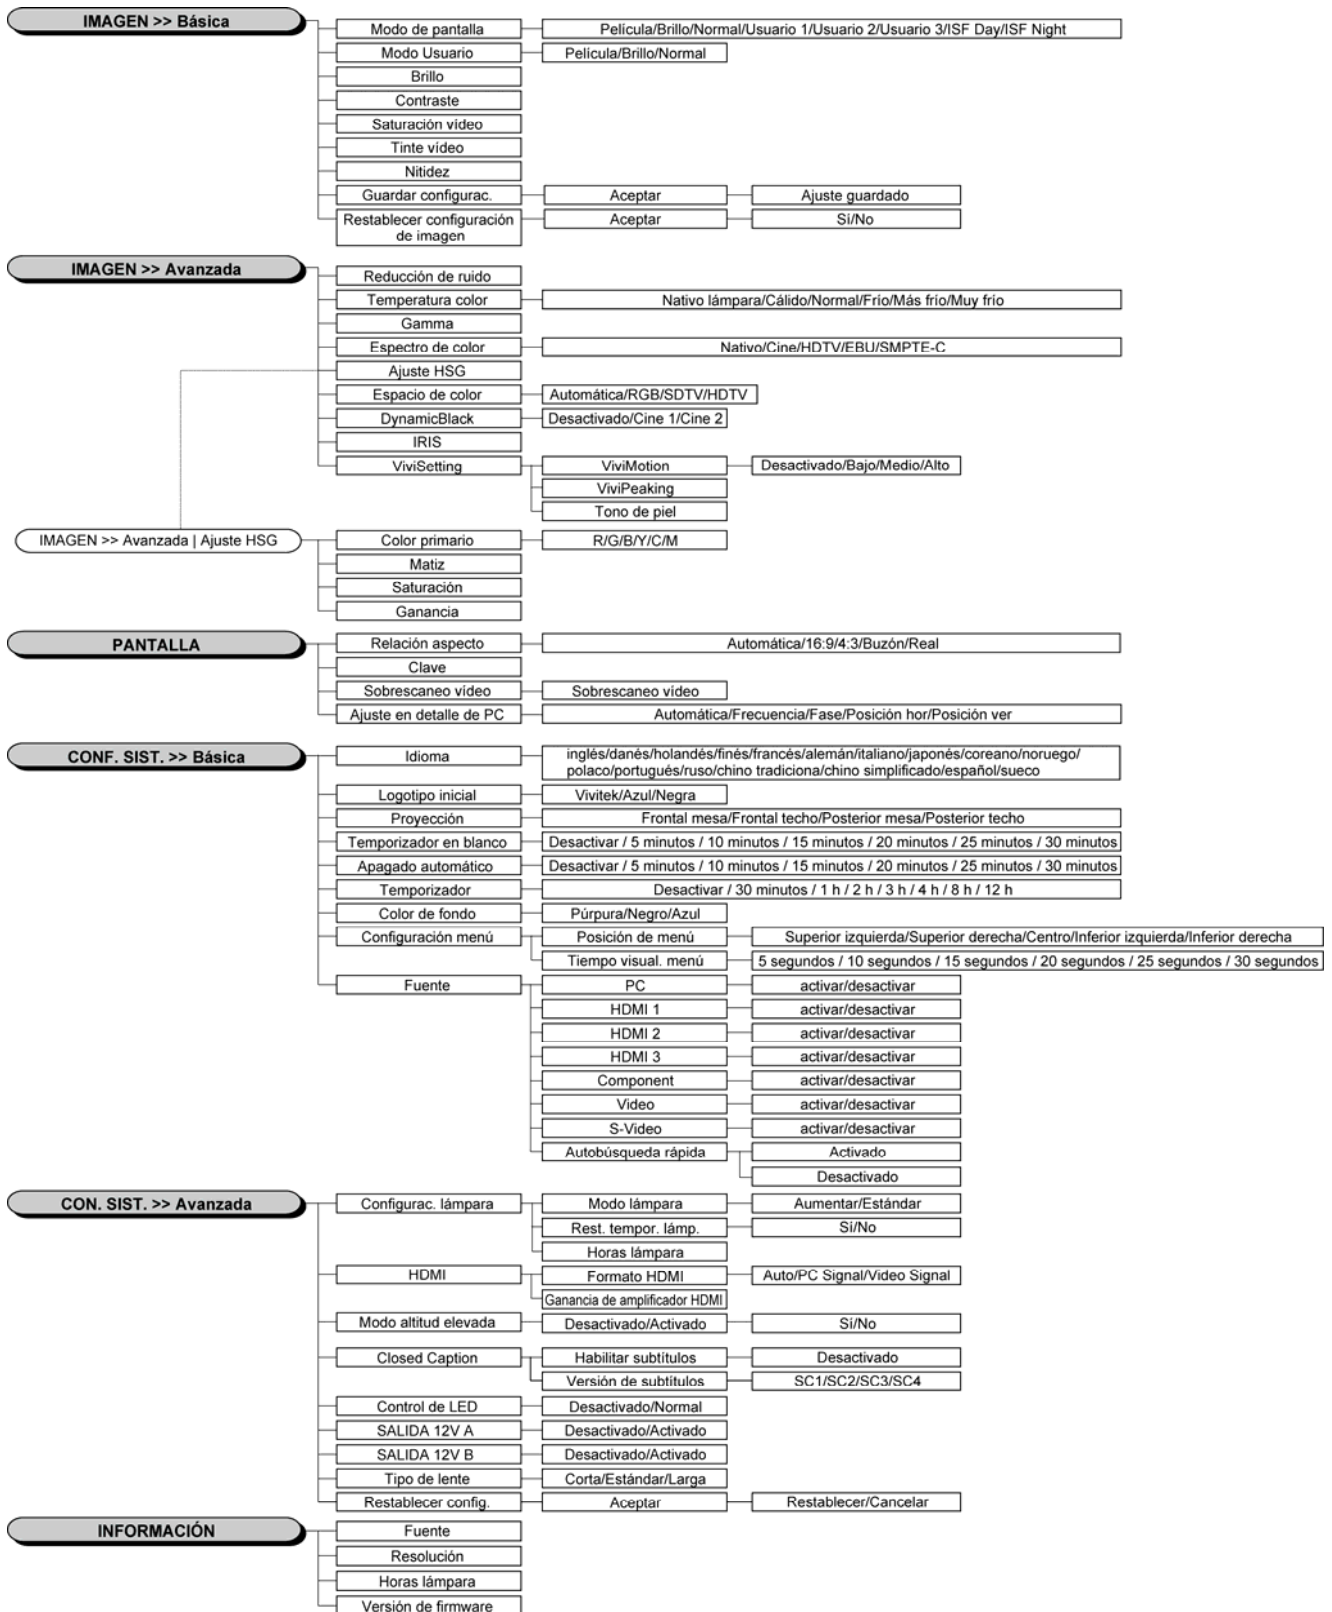 IMAGEN >> Básica
Modo de pantalla
Película/Brillo/Normal/Usuario 1/Usuario 2/Usuario 3/ISF Day/ISF Night
Modo Usuario
Película/Brillo/Normal
Brillo
Contraste
Saturación vídeo
Tinte vídeo
Nitidez
Guardar configurac.
Aceptar
Ajuste guardado
Restablecer configuración
de imagen
Aceptar
Sí/No
IMAGEN >> Avanzada
Reducción de ruido
Temperatura color
Nativo lámpara/Cálido/Normal/Frío/Más frío/Muy frío
Gamma
Espectro de color
Nativo/Cine/HDTV/EBU/SMPTE-C
Ajuste HSG
Espacio de color
Automática/RGB/SDTV/HDTV
DynamicBlack
Desactivado/Cine 1/Cine 2
IRIS
ViviSetting
ViviMotion
Desactivado/Bajo/Medio/Alto
ViviPeaking
Tono de piel
IMAGEN >> Avanzada | Ajuste HSG
Color primario
R/G/B/Y/C/M
Matiz
Saturación
Ganancia
PANTALLA
Relación aspecto
Automática/16:9/4:3/Buzón/Real
Clave
Sobrescaneo vídeo
Sobrescaneo vídeo
Ajuste en detalle de PC
Automática/Frecuencia/Fase/Posición hor/Posición ver
CONF. SIST. >> Básica
Idioma
inglés/danés/holandés/finés/francés/alemán/italiano/japonés/coreano/noruego/
polaco/portugués/ruso/chino tradiciona/chino simplificado/español/sueco
Logotipo inicial
Vivitek/Azul/Negra
Proyección
Frontal mesa/Frontal techo/Posterior mesa/Posterior techo
Temporizador en blanco
Desactivar / 5 minutos / 10 minutos / 15 minutos / 20 minutos / 25 minutos / 30 minutos
Apagado automático
Desactivar / 5 minutos / 10 minutos / 15 minutos / 20 minutos / 25 minutos / 30 minutos
Temporizador
Desactivar / 30 minutos / 1 h / 2 h / 3 h / 4 h / 8 h / 12 h
Color de fondo
Púrpura/Negro/Azul
Configuración menú
Posición de menú
Superior izquierda/Superior derecha/Centro/Inferior izquierda/Inferior derecha
Tiempo visual. menú
5 segundos / 10 segundos / 15 segundos / 20 segundos / 25 segundos / 30 segundos
Fuente
PC
activar/desactivar
HDMI 1
activar/desactivar
HDMI 2
activar/desactivar
HDMI 3
activar/desactivar
Component
activar/desactivar
Video
activar/desactivar
S-Video
activar/desactivar
Autobúsqueda rápida
Activado
Desactivado
CON. SIST. >> Avanzada
Configurac. lámpara
Modo lámpara
Aumentar/Estándar
Rest. tempor. lámp.
Sí/No
Horas lámpara
HDMI
Formato HDMI
Auto/PC Signal/Video Signal
Ganancia de amplificador HDMI
Modo altitud elevada
Desactivado/Activado
Sí/No
Closed Caption
Habilitar subtítulos
Desactivado
Versión de subtítulos
SC1/SC2/SC3/SC4
Control de LED
Desactivado/Normal
SALIDA 12V A
Desactivado/Activado
SALIDA 12V B
Desactivado/Activado
Tipo de lente
Corta/Estándar/Larga
Restablecer config.
Aceptar
Restablecer/Cancelar
INFORMACIÓN
Fuente
Resolución
Horas lámpara
Versión de firmware